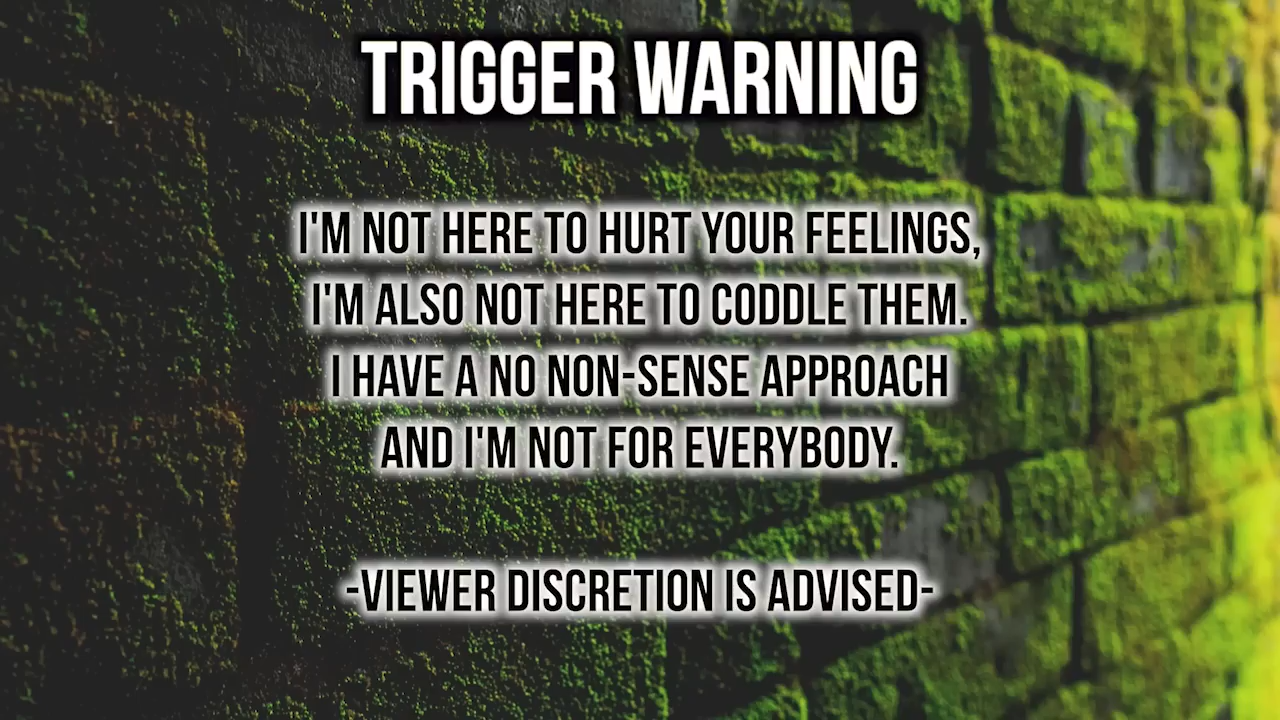 TRIGGER WARNING
I'M NOT HERE TO HURT YOUR FEELINGS,
I'M ALSO NOT HERE TO CODDLE THEM.
I HAVE A NO NON-SENSE APPROACH
AND I'M NOT FOR EVERYBODY.
-VIEWER DISCRETION IS ADVISED-